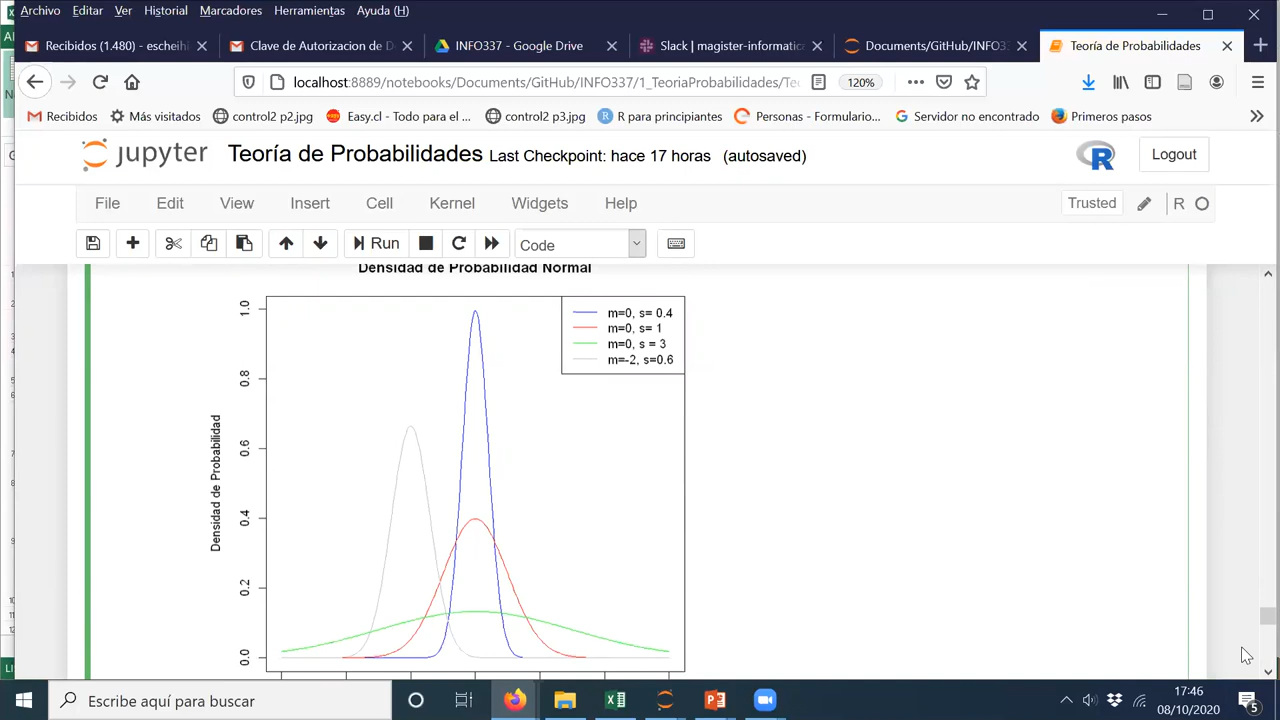 Archivo Editar Ver Historial Marcadores Herramientas Ayuda (H)
Recibidos (1.480) - escheih
Clave de Autorización de D
INFO337 - Google Drive
Slack | magister-informatic
Documents/GitHub/INFO3
Teoría de Probabilidades
localhost:8889/notebooks/Documents/GitHub/INFO337/1_TeoriaProbabilidades/Te
120%
Recibidos
Más visitados
control2 p2.jpg
Easy.cl - Todo para el ...
control2 p3.jpg
R para principiantes
Personas - Formulario...
Servidor no encontrado
Primeros pasos
jupyter Teoría de Probabilidades Last Checkpoint: hace 17 horas (autosaved)
R
Logout
File Edit View Insert Cell Kernel Widgets Help
Trusted
R
Run
Code
Densidad de Probabilidad Normal
m=0, s= 0.4
m=0, s= 1
m=0, s = 3
m=-2, s=0.6
Densidad de Probabilidad
1.0
0.8
0.6
0.4
0.2
0.0
Escribe aquí para buscar
17:46
08/10/2020
5